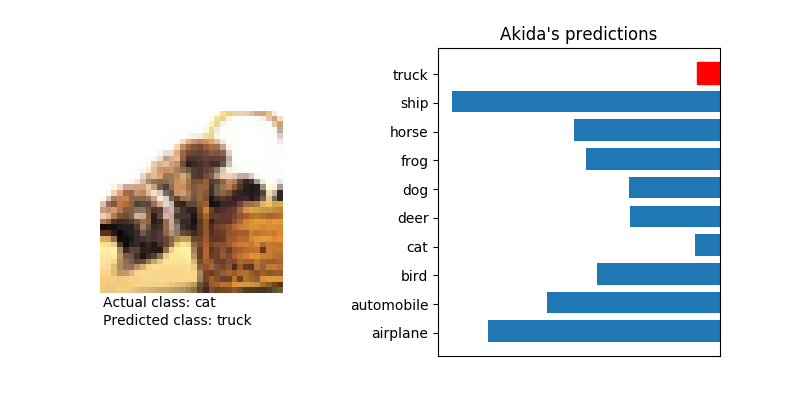 Akida's predictions
truck
ship
horse
frog
dog
deer
cat
bird
automobile
airplane
Actual class: cat
Predicted class: truck